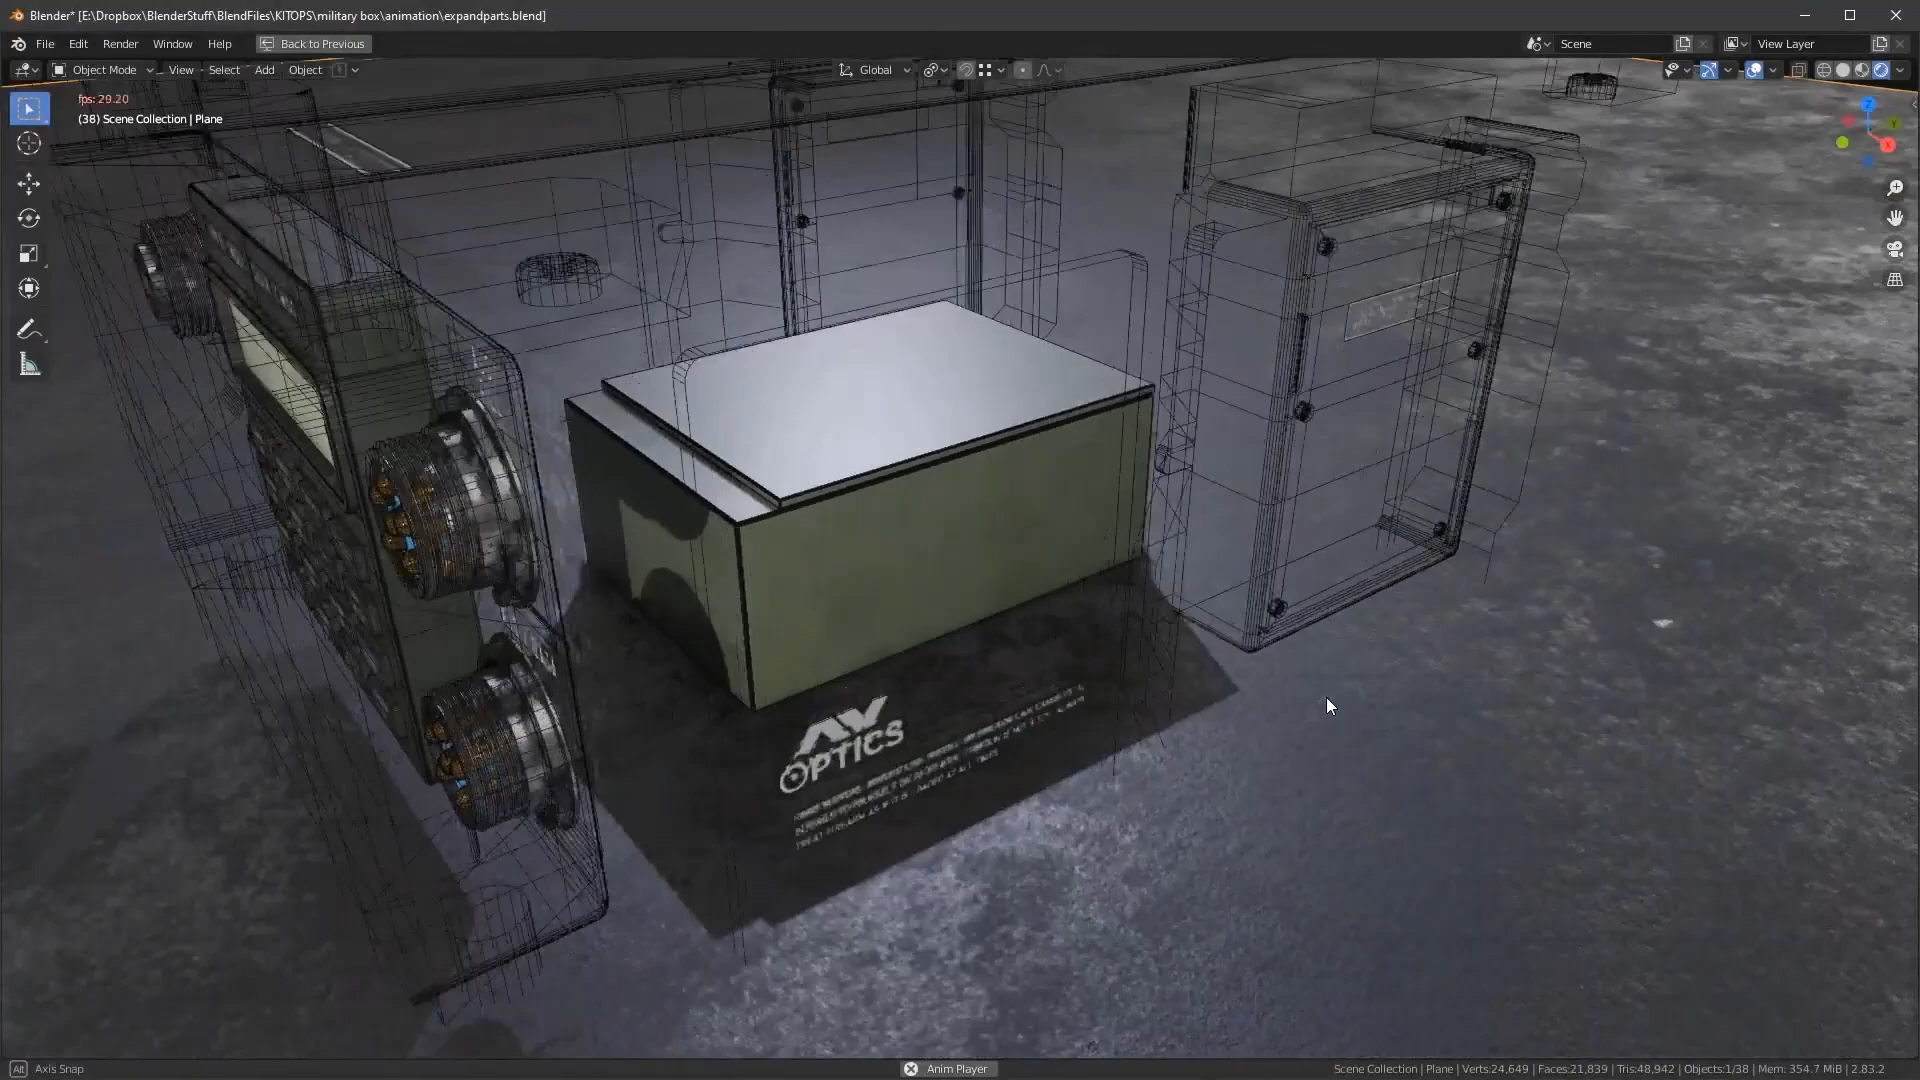 Blender* [E:\Dropbox\BlenderStuff\BlendFiles\KITOPS\military box\animation\expandparts.blend]
File Edit Render Window Help Back to Previous Scene View Layer
Object Mode View Select Add Object Global
fps: 29.20
(38) Scene Collection | Plane
Z
Y
X
AV
OPTICS
Alt Axis Snap Anim Player Scene Collection | Plane | Verts:24,649 | Faces:21,839 | Tris:48,942 | Objects:1/38 | Mem: 354.7 MiB | 2.83.2